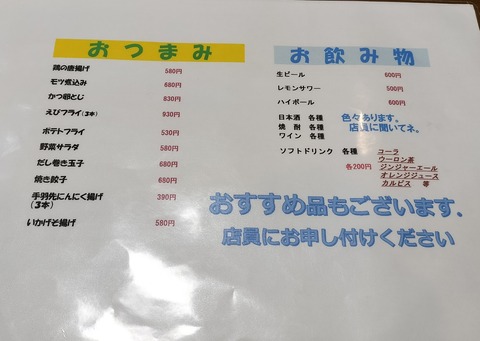 おつまみ
鶏の唐揚げ 580円
モツ煮込み 680円
かつ卵とじ 830円
えびフライ(3本) 930円
ポテトフライ 530円
野菜サラダ 580円
だし巻き玉子 680円
焼き餃子 680円
手羽先にんにく揚げ 390円
(3本)
いかげそ揚げ 580円
お飲み物
生ビール 600円
レモンサワー 500円
ハイボール 600円
日本酒 各種
焼酎 各種
ワイン 各種
色々あります。
店員に聞いてネ。
ソフトドリンク 各種 コーラ
ウーロン茶
各200円 ジンジャーエール
オレンジジュース
カルピス 等
おすすめ品もございます.
店員にお申し付けください